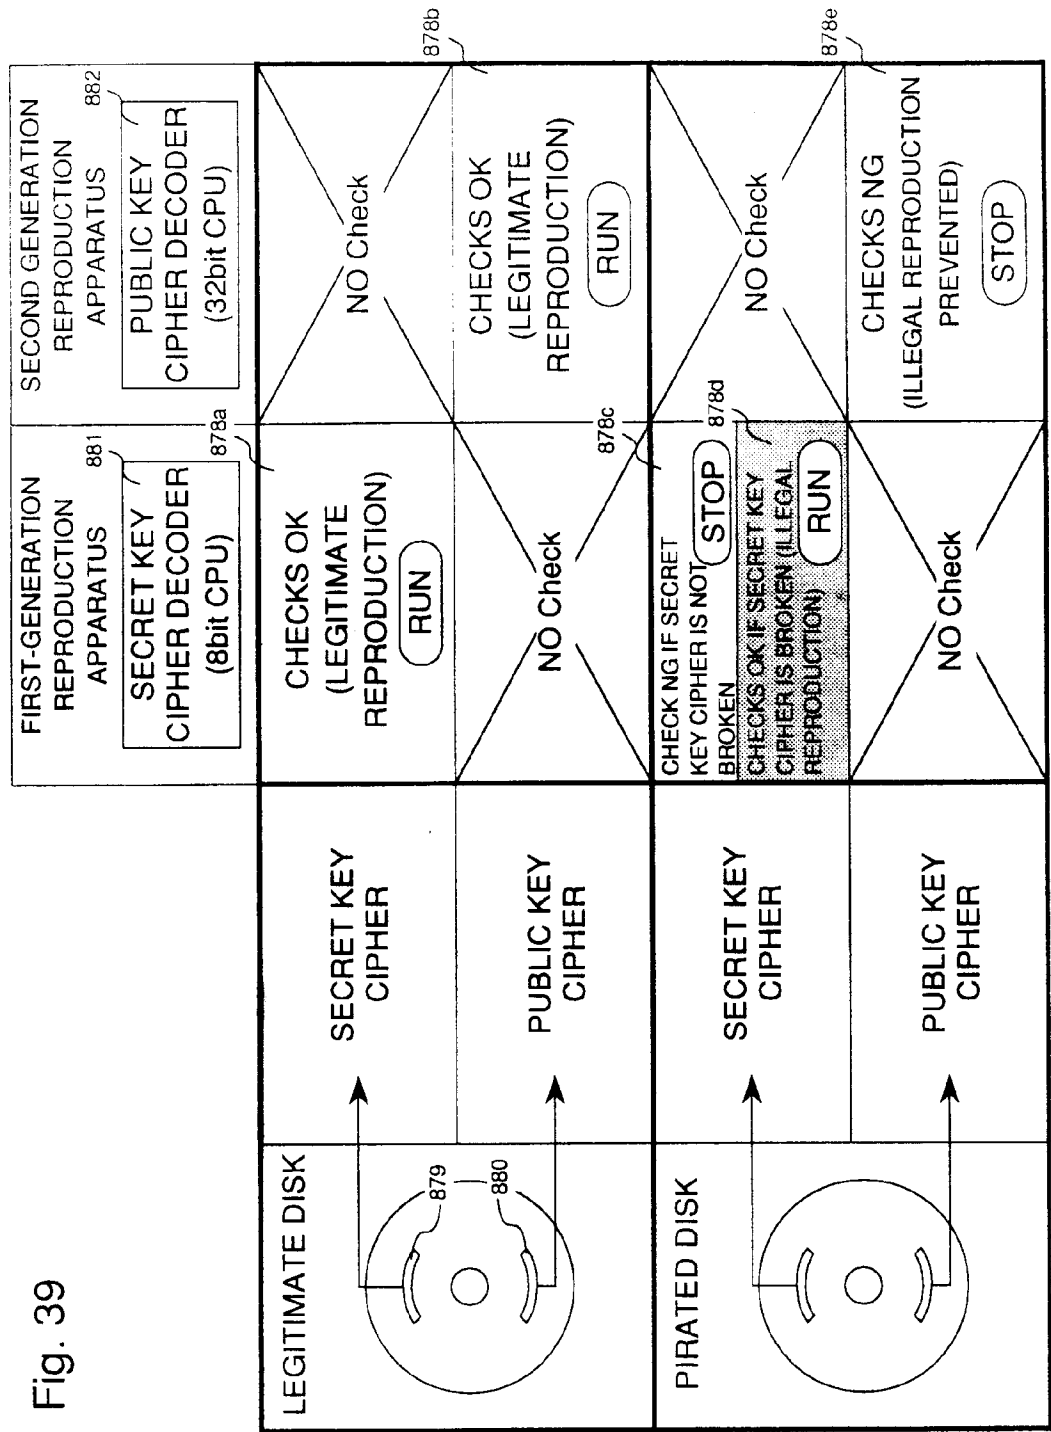 Fig. 39
FIRST-GENERATION
REPRODUCTION
APPARATUS
881
SECRET KEY
CIPHER DECODER
(8bit CPU)
SECOND GENERATION
REPRODUCTION
APPARATUS
882
PUBLIC KEY
CIPHER DECODER
(32bit CPU)
LEGITIMATE DISK
879
880
SECRET KEY
CIPHER
878a
CHECKS OK
(LEGITIMATE
REPRODUCTION)
RUN
NO Check
PUBLIC KEY
CIPHER
NO Check
878b
CHECKS OK
(LEGITIMATE
REPRODUCTION)
RUN
PIRATED DISK
SECRET KEY
CIPHER
878c
CHECK NG IF SECRET
KEY CIPHER IS NOT
BROKEN
STOP
878d
CHECKS OK IF SECRET KEY
CIPHER IS BROKEN (ILLEGAL
REPRODUCTION)
RUN
NO Check
PUBLIC KEY
CIPHER
NO Check
878e
CHECKS NG
(ILLEGAL REPRODUCTION
PREVENTED)
STOP